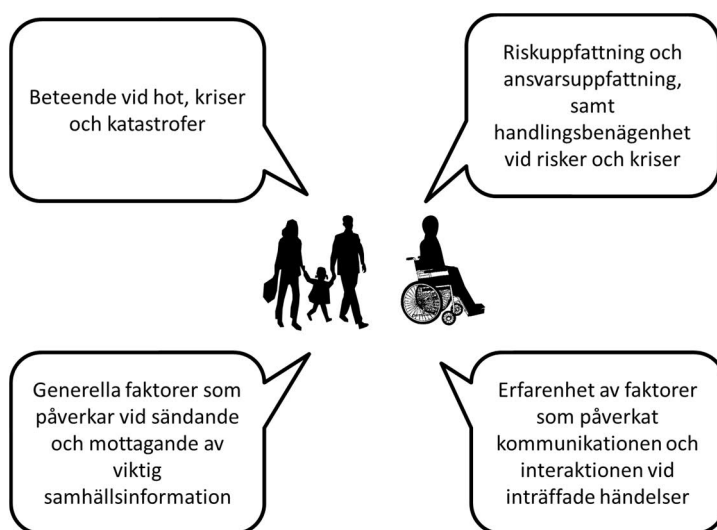 Beteende vid hot, kriser
och katastrofer
Riskuppfattning och
ansvarsuppfattning,
samt
handlingsbenägenhet
vid risker och kriser
Generella faktorer som
påverkar vid sändande
och mottagande av
viktig
samhällsinformation
Erfarenhet av faktorer
som påverkat
kommunikationen och
interaktionen vid
inträffade händelser